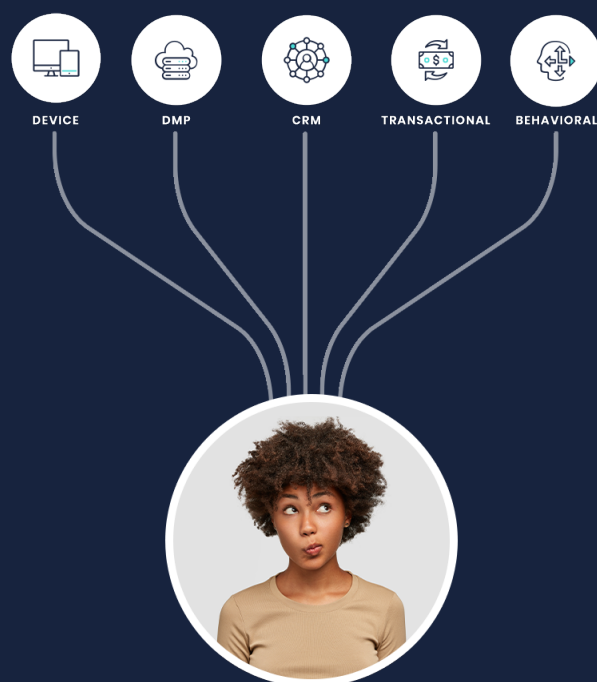 DEVICE
DMP
CRM
TRANSACTIONAL
BEHAVIORAL
$